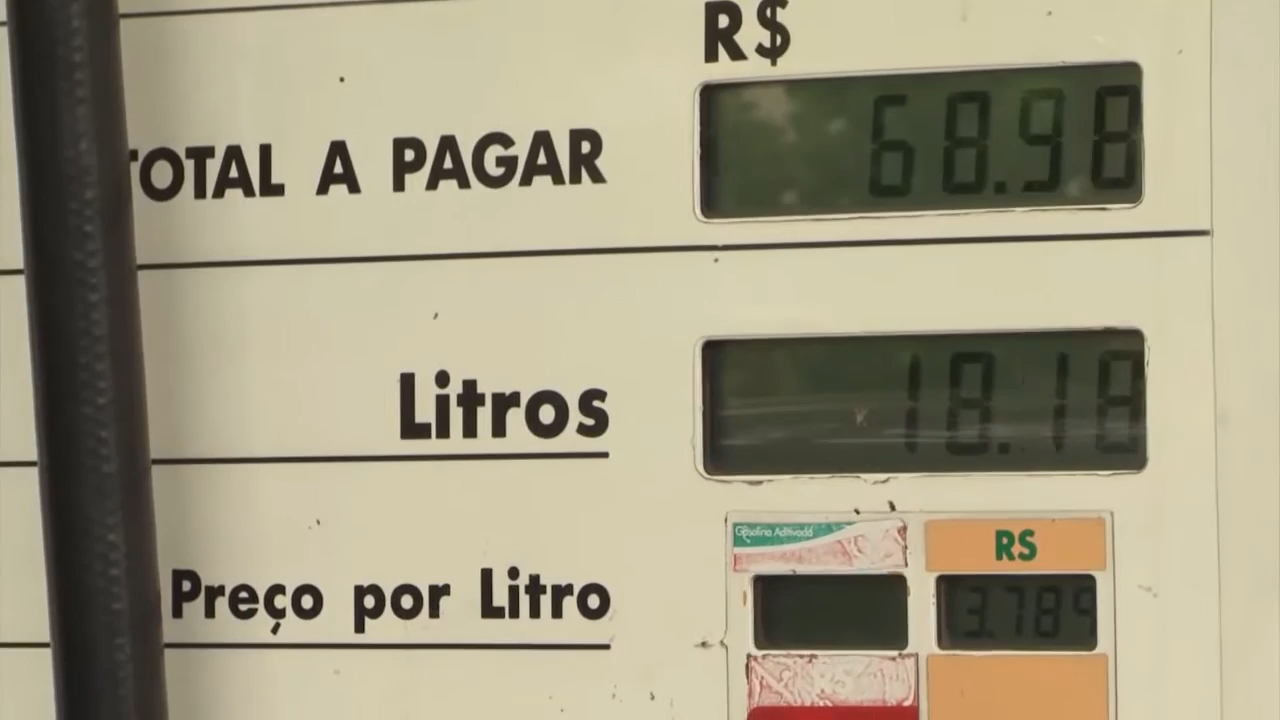 R$
TOTAL A PAGAR
68.98
Litros
18.18
Gasolina Aditivada
RS
Preço por Litro
3.789